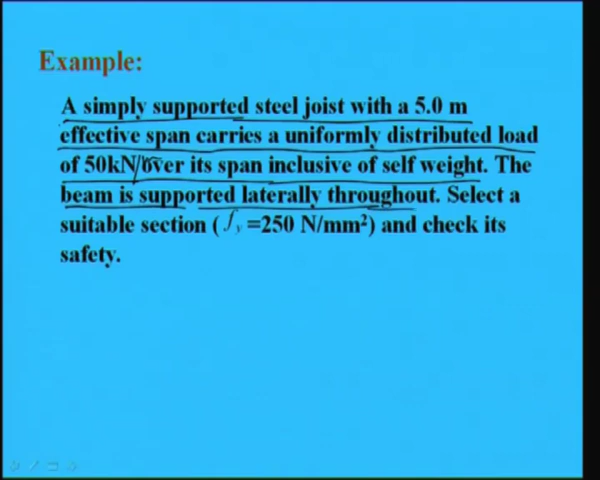 Example:
A simply supported steel joist with a 5.0 m
effective span carries a uniformly distributed load
of 50kN/over its span inclusive of self weight. The
beam is supported laterally throughout. Select a
suitable section ( fy =250 N/mm²) and check its
safety.